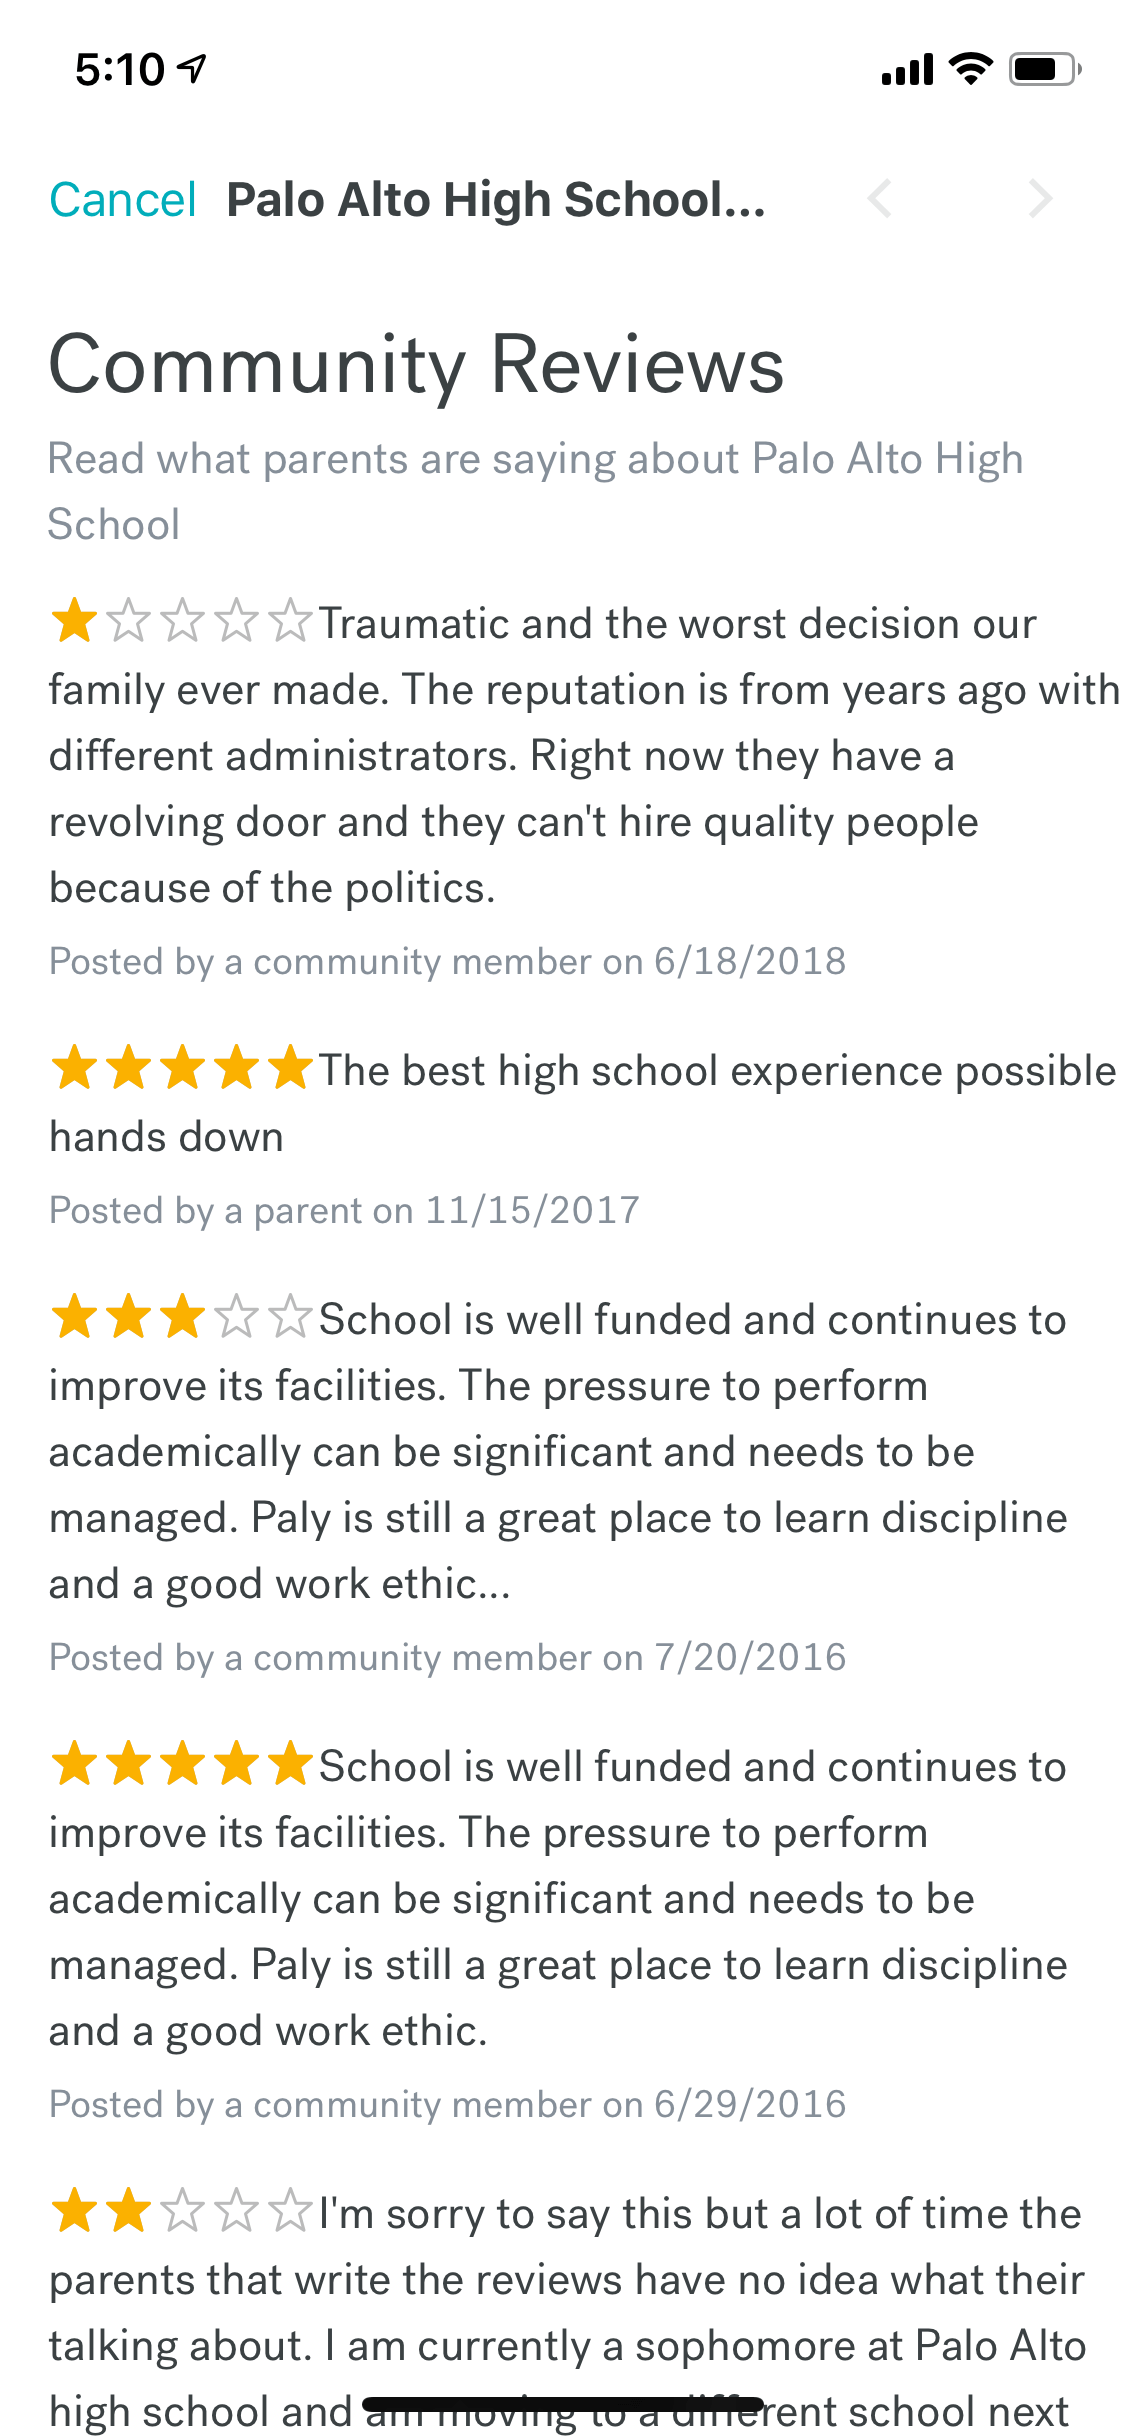 5:10
Cancel Palo Alto High School...
Community Reviews
Read what parents are saying about Palo Alto High
School
Traumatic and the worst decision our
family ever made. The reputation is from years ago with
different administrators. Right now they have a
revolving door and they can't hire quality people
because of the politics.
Posted by a community member on 6/18/2018
The best high school experience possible
hands down
Posted by a parent on 11/15/2017
School is well funded and continues to
improve its facilities. The pressure to perform
academically can be significant and needs to be
managed. Paly is still a great place to learn discipline
and a good work ethic...
Posted by a community member on 7/20/2016
School is well funded and continues to
improve its facilities. The pressure to perform
academically can be significant and needs to be
managed. Paly is still a great place to learn discipline
and a good work ethic.
Posted by a community member on 6/29/2016
I'm sorry to say this but a lot of time the
parents that write the reviews have no idea what their
talking about. I am currently a sophomore at Palo Alto
high school and am moving to a different school next